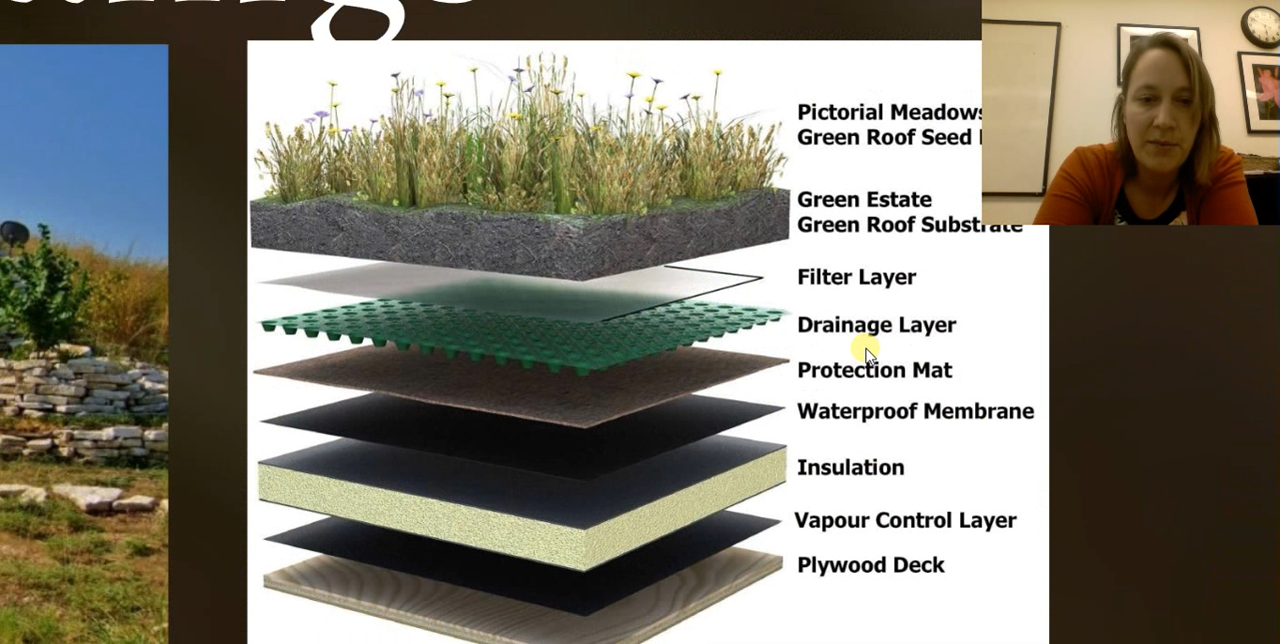 Pictorial Meadows
Green Roof Seed
Green Estate
Green Roof Substrate
Filter Layer
Drainage Layer
Protection Mat
Waterproof Membrane
Insulation
Vapour Control Layer
Plywood Deck